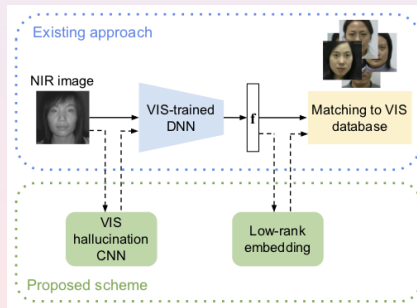 Existing approach
NIR image
VIS-trained
DNN
f
Matching to VIS
database
VIS
hallucination
CNN
Low-rank
embedding
Proposed scheme